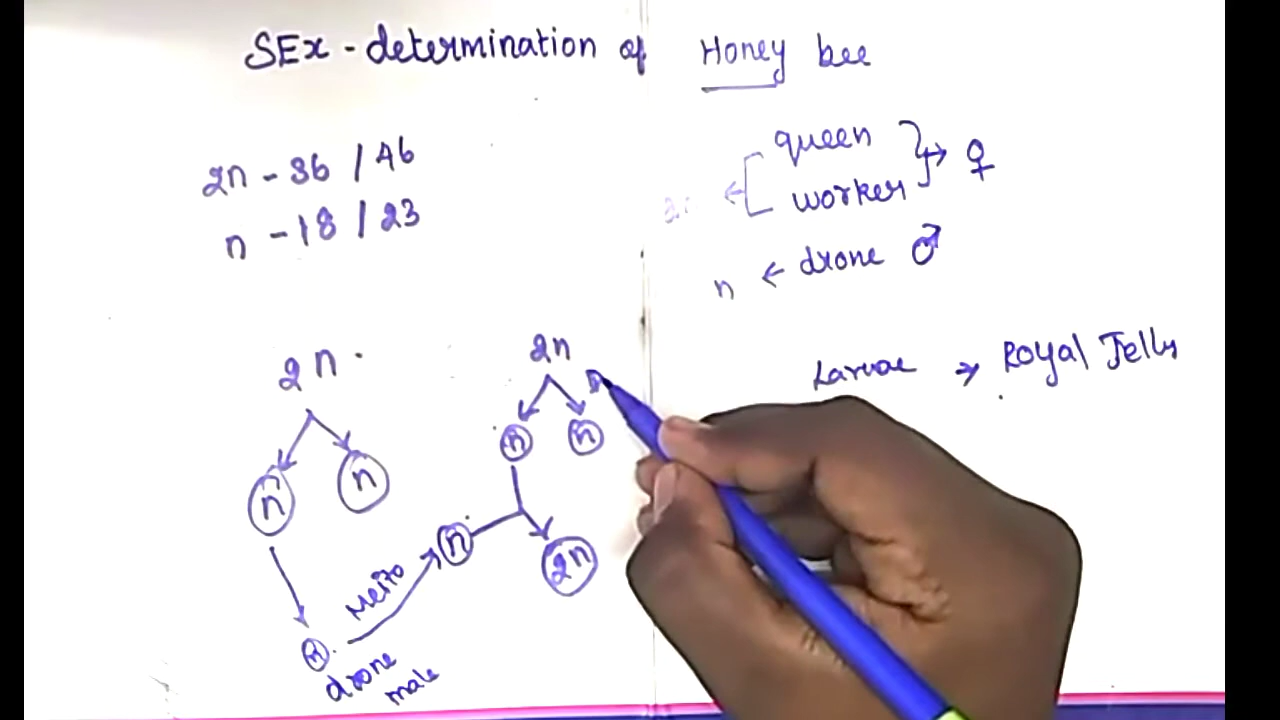 SEx - determination of Honey bee
2n - 36 / 46
n - 18 / 23
queen
worker
♀
n ← drone ♂
Larvae → Royal Jelly
2n
n n
n
drone
male
2n
n n
n
2n